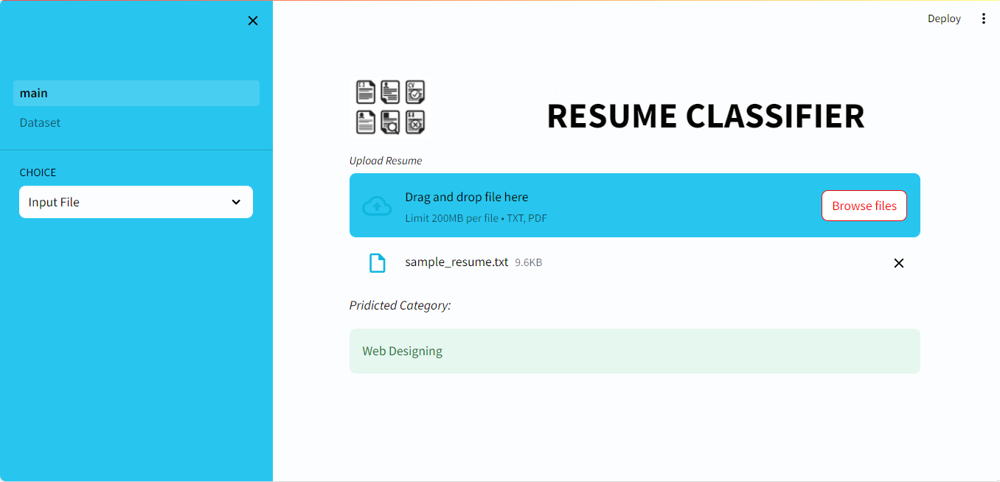 Deploy
main
Dataset
CHOICE
Input File
RESUME CLASSIFIER
Upload Resume
Drag and drop file here
Limit 200MB per file • TXT, PDF
Browse files
sample_resume.txt 9.6KB
Pridicted Category:
Web Designing